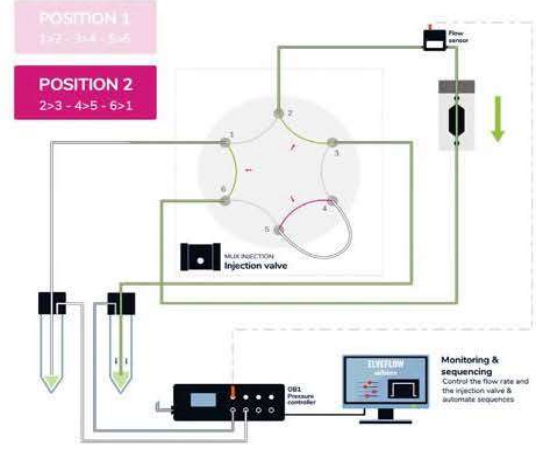 POSITION 1
1>2 - 3>4 - 5>6
POSITION 2
2>3 - 4>5 - 6>1
Flow
sensor
2
1
3
6
4
5
MUX INJECTION
Injection valve
ELVEFLOW
OB1
Pressure
controller
Monitoring &
sequencing
Control the flow rate and
the injection valve &
automate sequences